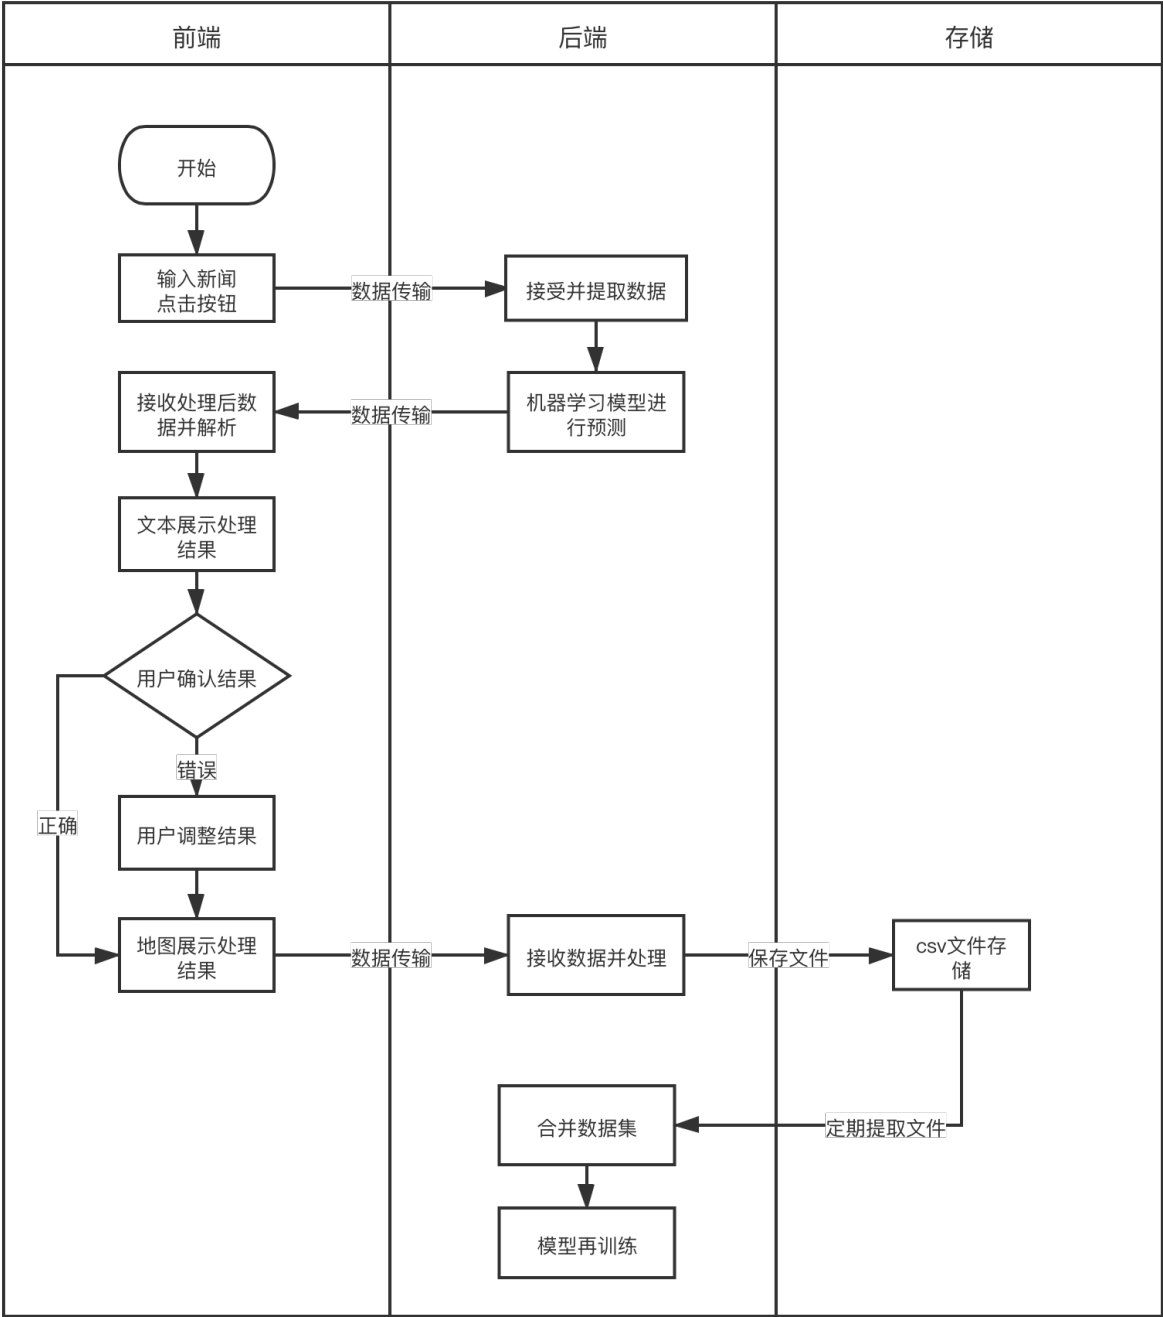 前端
后端
存储
开始
输入新闻
点击按钮
数据传输
接受并提取数据
接收处理后数
据并解析
数据传输
机器学习模型进
行预测
文本展示处理
结果
用户确认结果
错误
正确
用户调整结果
地图展示处理
结果
数据传输
接收数据并处理
保存文件
csv文件存
储
合并数据集
定期提取文件
模型再训练